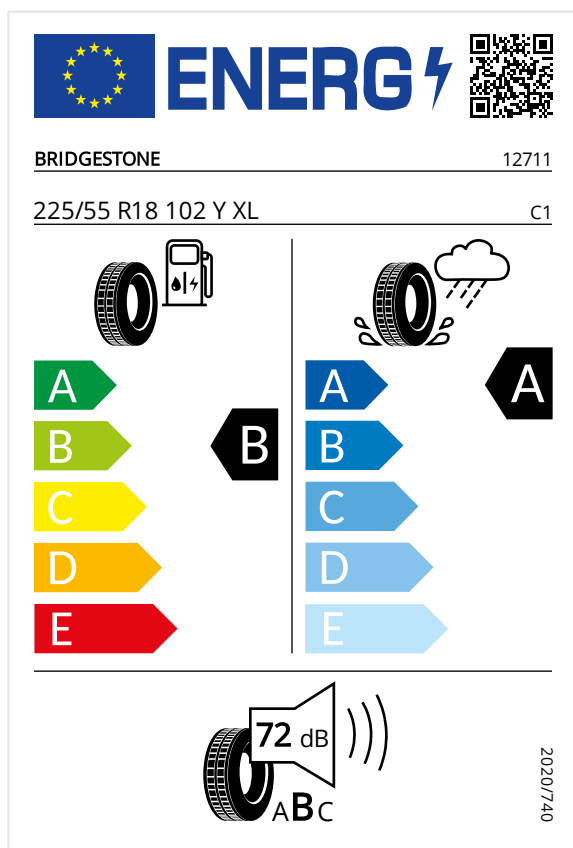 ENERG
BRIDGESTONE 12711
225/55 R18 102 Y XL C1
A A A
B B B
C C
D D
E E
72 dB
ABC
2020/740